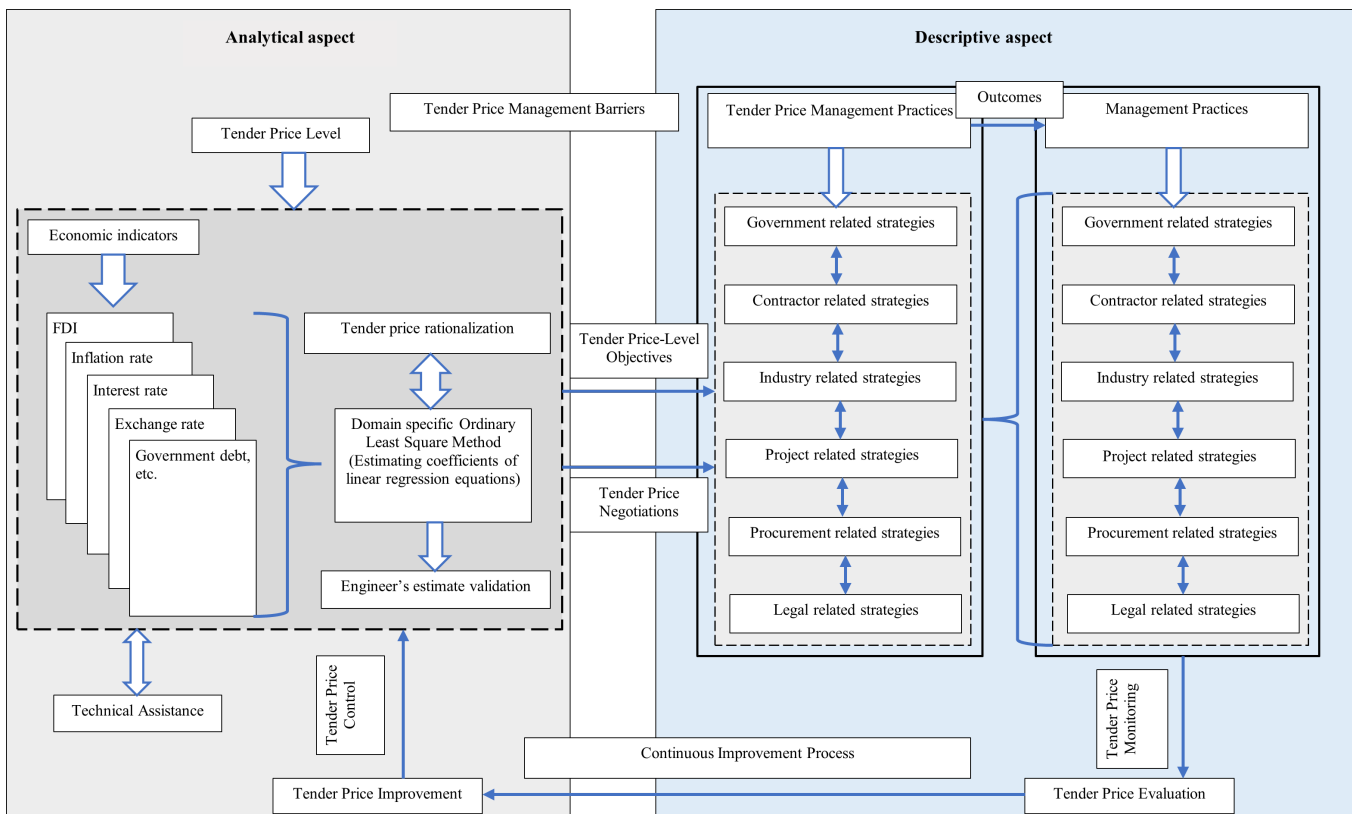 Analytical aspect
Descriptive aspect
Tender Price Management Barriers
Tender Price Level
Tender Price Management Practices
Outcomes
Management Practices
Economic indicators
FDI
Inflation rate
Interest rate
Exchange rate
Government debt,
etc.
Tender price rationalization
Domain specific Ordinary
Least Square Method
(Estimating coefficients of
linear regression equations)
Engineer’s estimate validation
Tender Price-Level
Objectives
Tender Price
Negotiations
Government related strategies
Contractor related strategies
Industry related strategies
Project related strategies
Procurement related strategies
Legal related strategies
Government related strategies
Contractor related strategies
Industry related strategies
Project related strategies
Procurement related strategies
Legal related strategies
Technical Assistance
Tender Price
Control
Tender Price
Monitoring
Continuous Improvement Process
Tender Price Improvement
Tender Price Evaluation